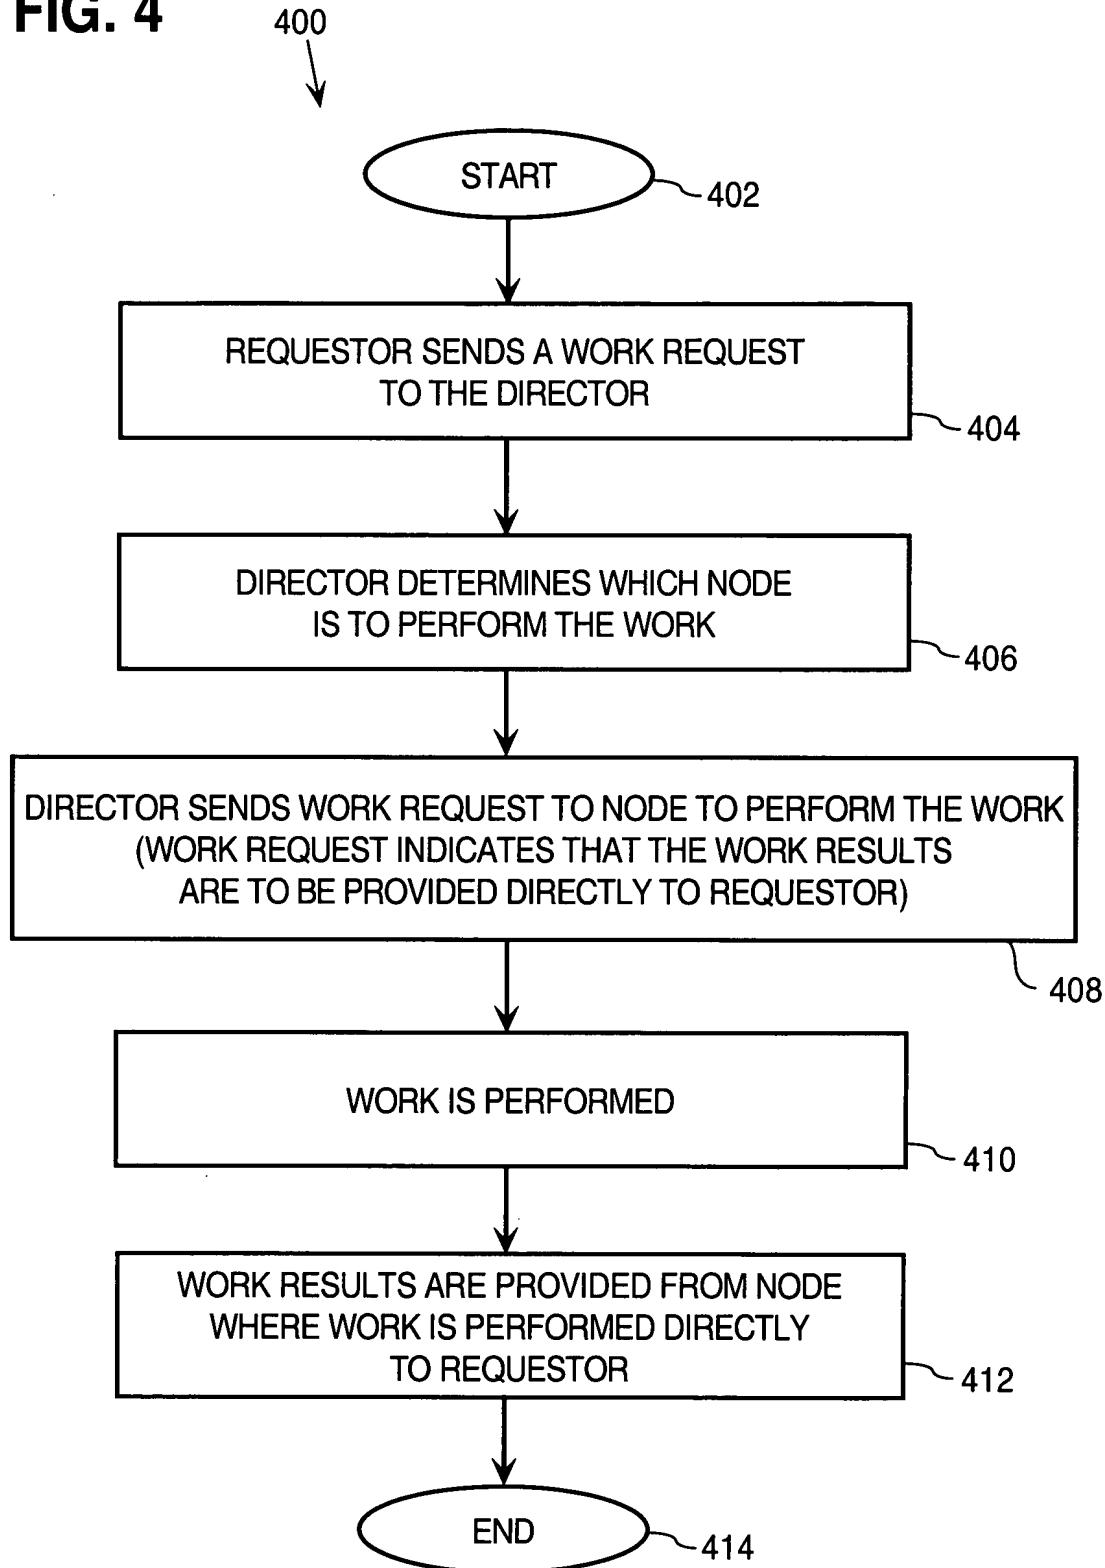 FIG. 4
400
START
402
REQUESTOR SENDS A WORK REQUEST
TO THE DIRECTOR
404
DIRECTOR DETERMINES WHICH NODE
IS TO PERFORM THE WORK
406
DIRECTOR SENDS WORK REQUEST TO NODE TO PERFORM THE WORK
(WORK REQUEST INDICATES THAT THE WORK RESULTS
ARE TO BE PROVIDED DIRECTLY TO REQUESTOR)
408
WORK IS PERFORMED
410
WORK RESULTS ARE PROVIDED FROM NODE
WHERE WORK IS PERFORMED DIRECTLY
TO REQUESTOR
412
END
414